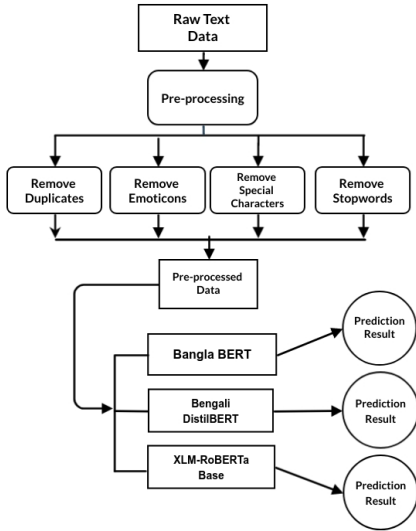 Raw Text
Data
Pre-processing
Remove
Duplicates
Remove
Emoticons
Remove
Special
Characters
Remove
Stopwords
Pre-processed
Data
Bangla BERT
Prediction
Result
Bengali
DistilBERT
Prediction
Result
XLM-RoBERTa
Base
Prediction
Result